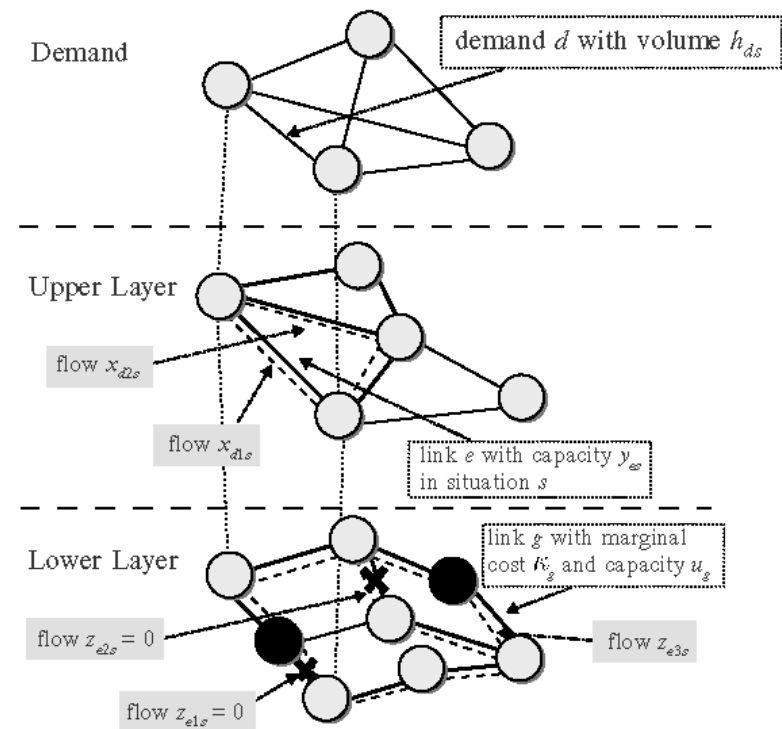 Demand
demand d with volume h_ds
Upper Layer
flow x_d2s
flow x_d1s
link e with capacity y_es
in situation s
Lower Layer
link g with marginal
cost κ_g and capacity u_g
flow z_e2s = 0
flow z_e3s
flow z_e1s = 0